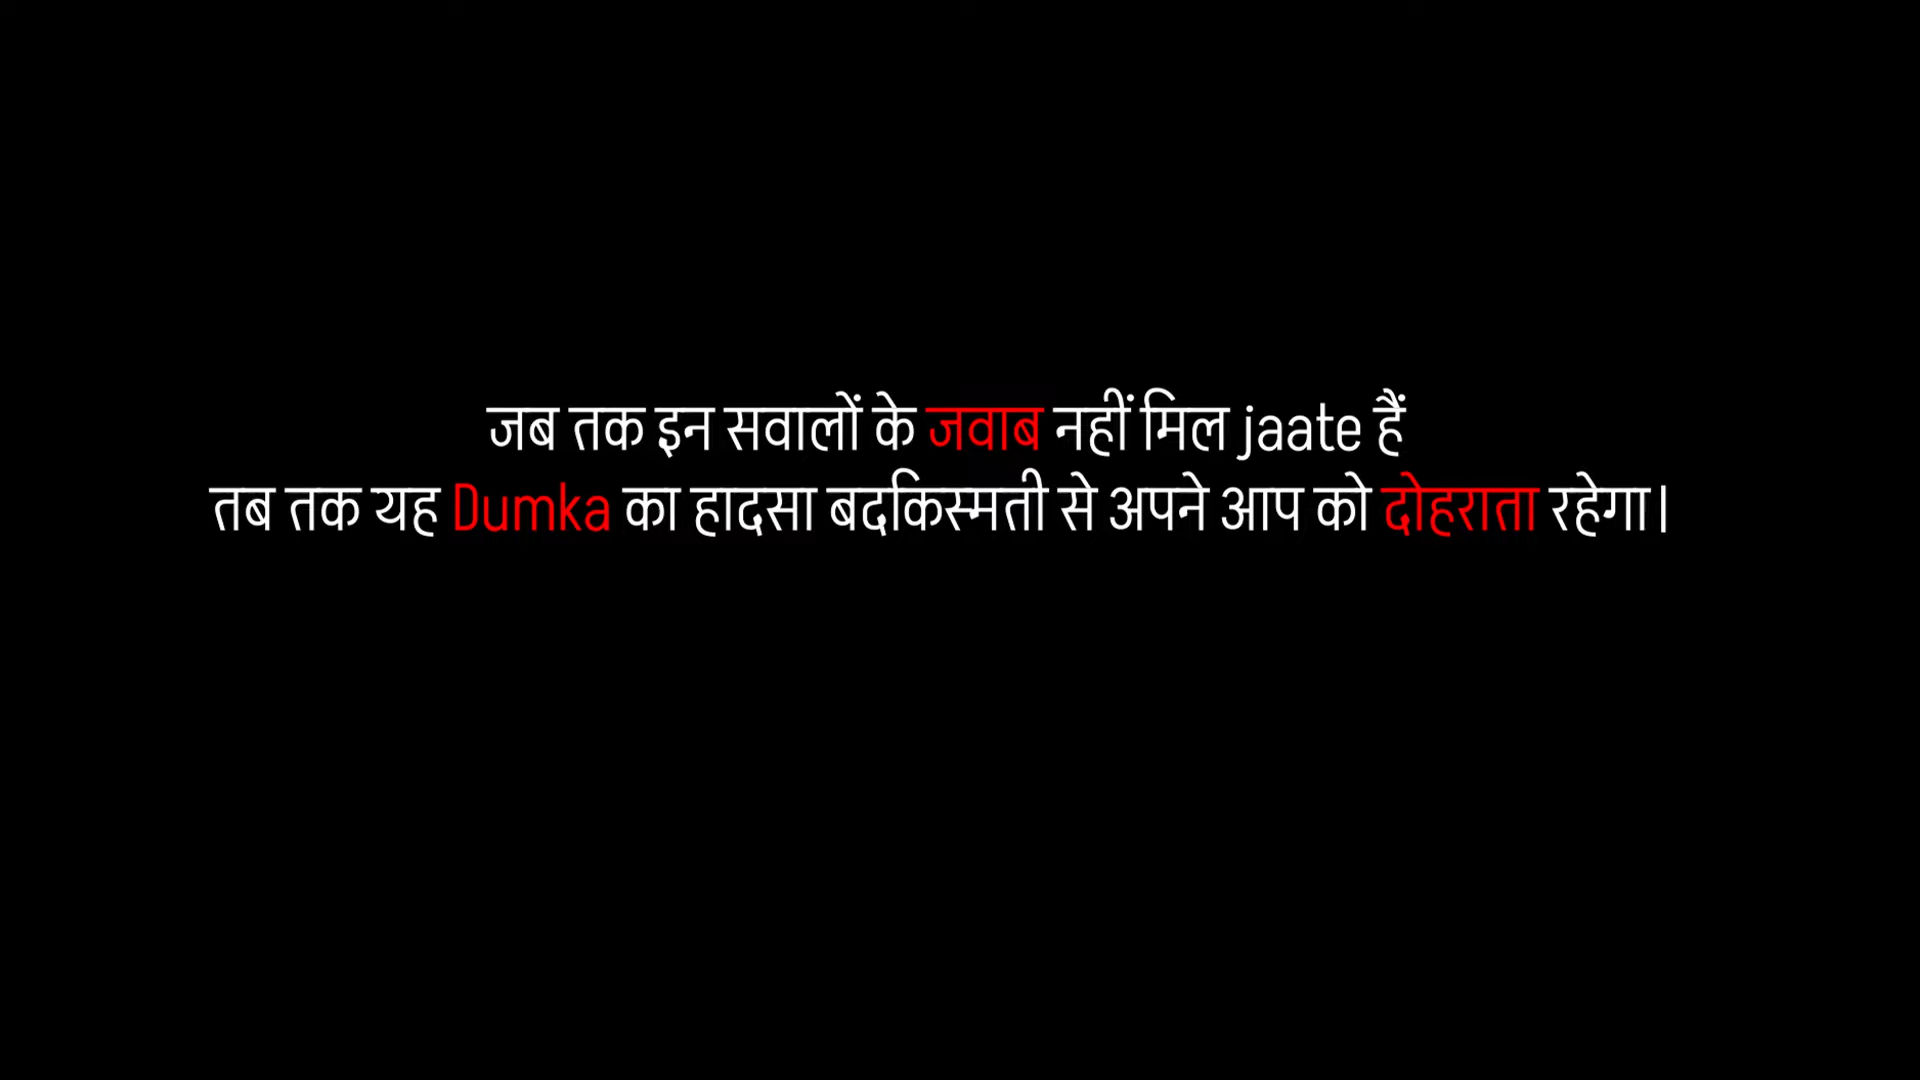 जब तक इन सवालों के जवाब नहीं मिल jaate हैं
तब तक यह Dumka का हादसा बदकिस्मती से अपने आप को दोहराता रहेगा।